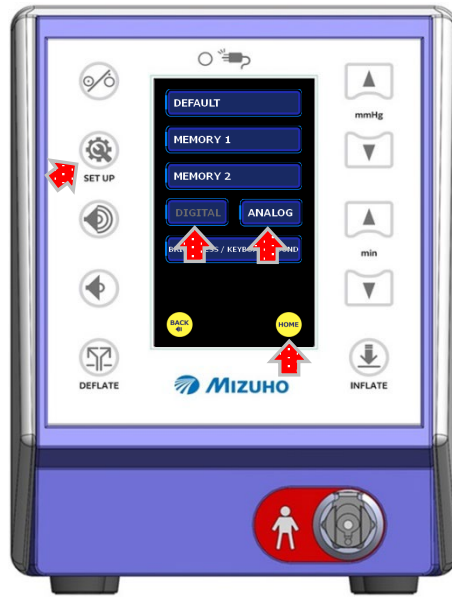 DEFAULT
mmHg
MEMORY 1
SET UP
MEMORY 2
DIGITAL
ANALOG
min
BACK
HOME
DEFLATE
MIZUHO
INFLATE